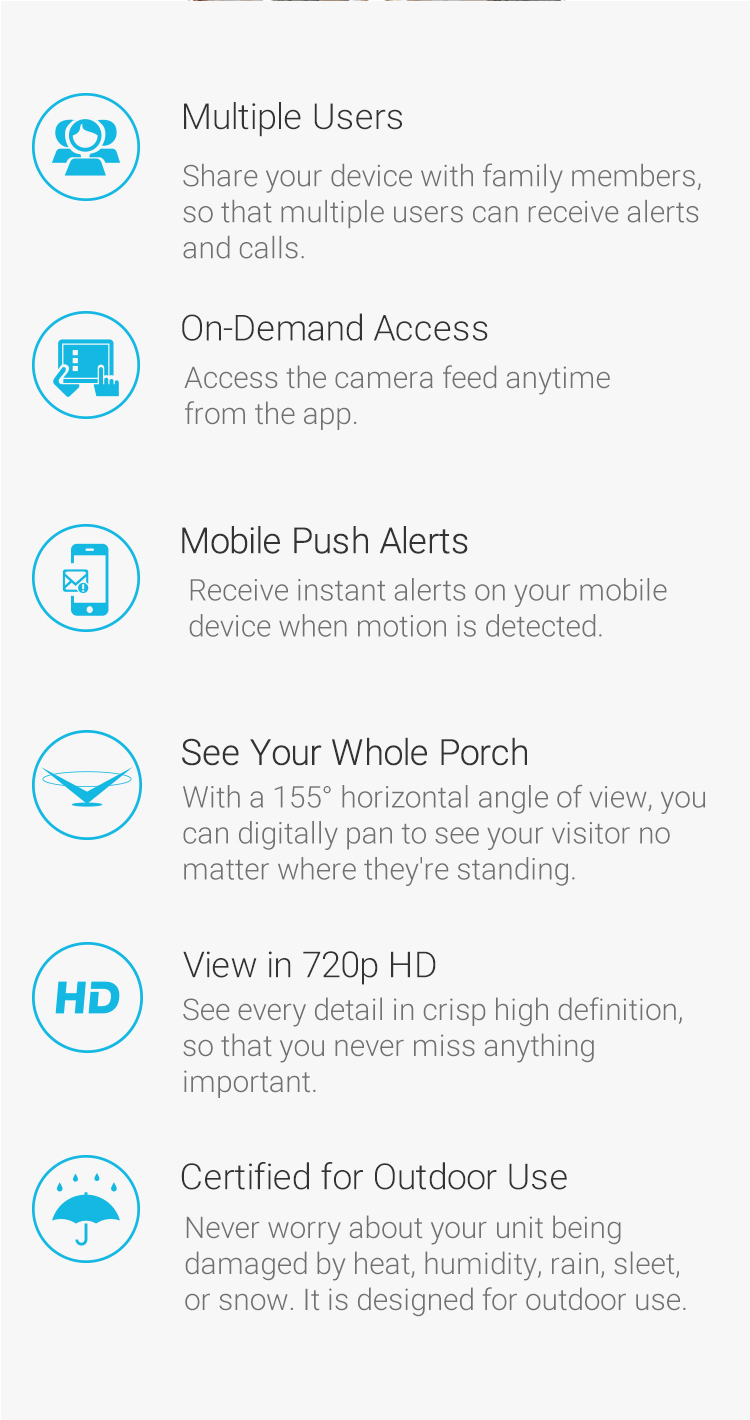 Multiple Users
Share your device with family members,
so that multiple users can receive alerts
and calls.
On-Demand Access
Access the camera feed anytime
from the app.
Mobile Push Alerts
Receive instant alerts on your mobile
device when motion is detected.
See Your Whole Porch
With a 155° horizontal angle of view, you
can digitally pan to see your visitor no
matter where they're standing.
HD
View in 720p HD
See every detail in crisp high definition,
so that you never miss anything
important.
Certified for Outdoor Use
Never worry about your unit being
damaged by heat, humidity, rain, sleet,
or snow. It is designed for outdoor use.